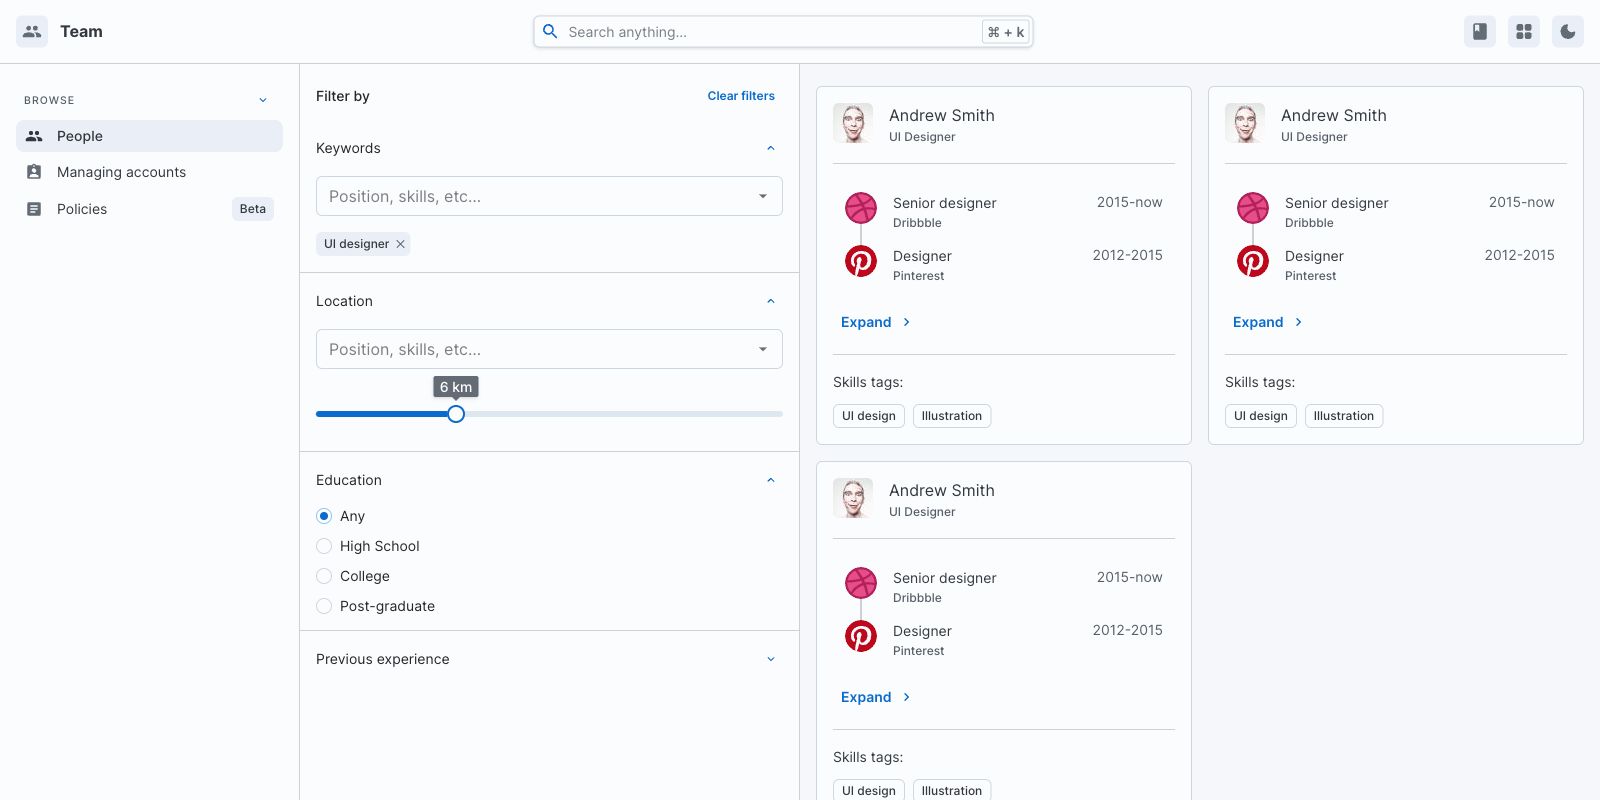 Team
Search anything...
⌘ + k
BROWSE
People
Managing accounts
Policies
Beta
Filter by
Clear filters
Keywords
Position, skills, etc...
UI designer
Location
Position, skills, etc...
6 km
Education
Any
High School
College
Post-graduate
Previous experience
Andrew Smith
UI Designer
Senior designer
2015-now
Dribbble
Designer
2012-2015
Pinterest
Expand
Skills tags:
UI design
Illustration
Andrew Smith
UI Designer
Senior designer
2015-now
Dribbble
Designer
2012-2015
Pinterest
Expand
Skills tags:
UI design
Illustration
Andrew Smith
UI Designer
Senior designer
2015-now
Dribbble
Designer
2012-2015
Pinterest
Expand
Skills tags:
UI design
Illustration